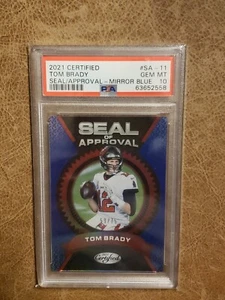 2021 CERTIFIED #SA - 11
TOM BRADY GEM MT
SEAL/APPROVAL - MIRROR BLUE 10
PSA 63652558
SEAL
OF
APPROVAL
12
TOM BRADY
Certified